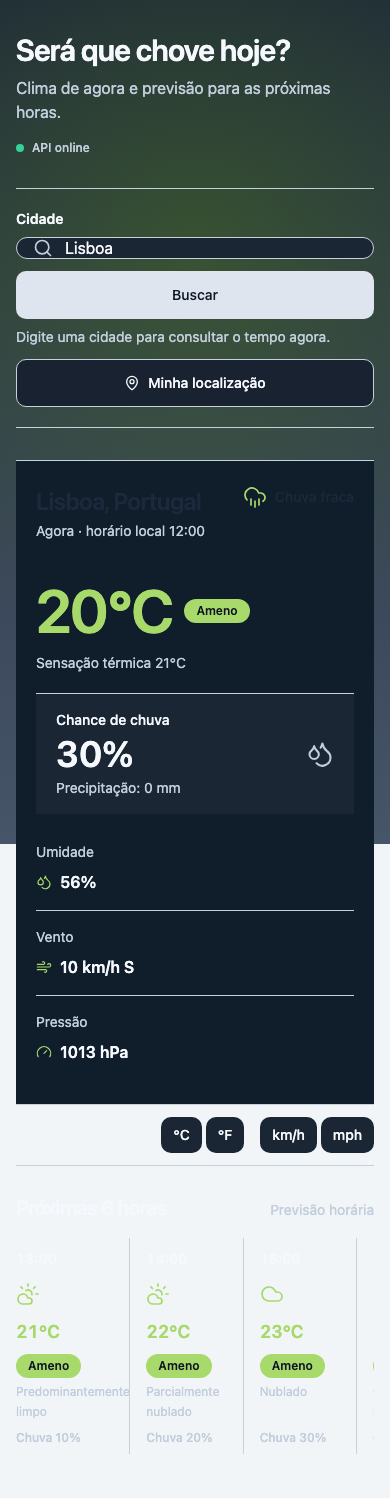 Será que chove hoje?
Clima de agora e previsão para as próximas
horas.
API online
Cidade
Lisboa
Buscar
Digite uma cidade para consultar o tempo agora.
Minha localização
Lisboa, Portugal
Chuva fraca
Agora · horário local 12:00
20°C Ameno
Sensação térmica 21°C
Chance de chuva
30%
Precipitação: 0 mm
Umidade
56%
Vento
10 km/h S
Pressão
1013 hPa
°C °F km/h mph
Próximas 6 horas Previsão horária
13:00 14:00 15:00
21°C 22°C 23°C
Ameno Ameno Ameno
Predominantemente Parcialmente Nublado
limpo nublado
Chuva 10% Chuva 20% Chuva 30%